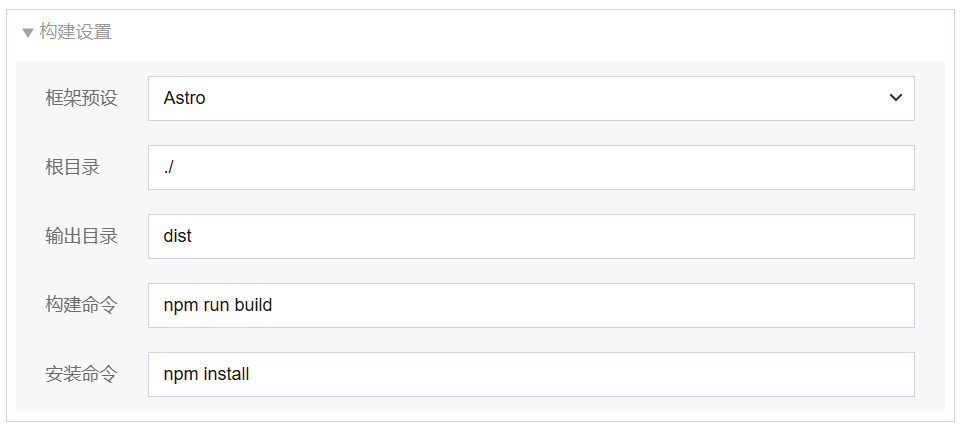 构建设置
框架预设 Astro
根目录 ./
输出目录 dist
构建命令 npm run build
安装命令 npm install